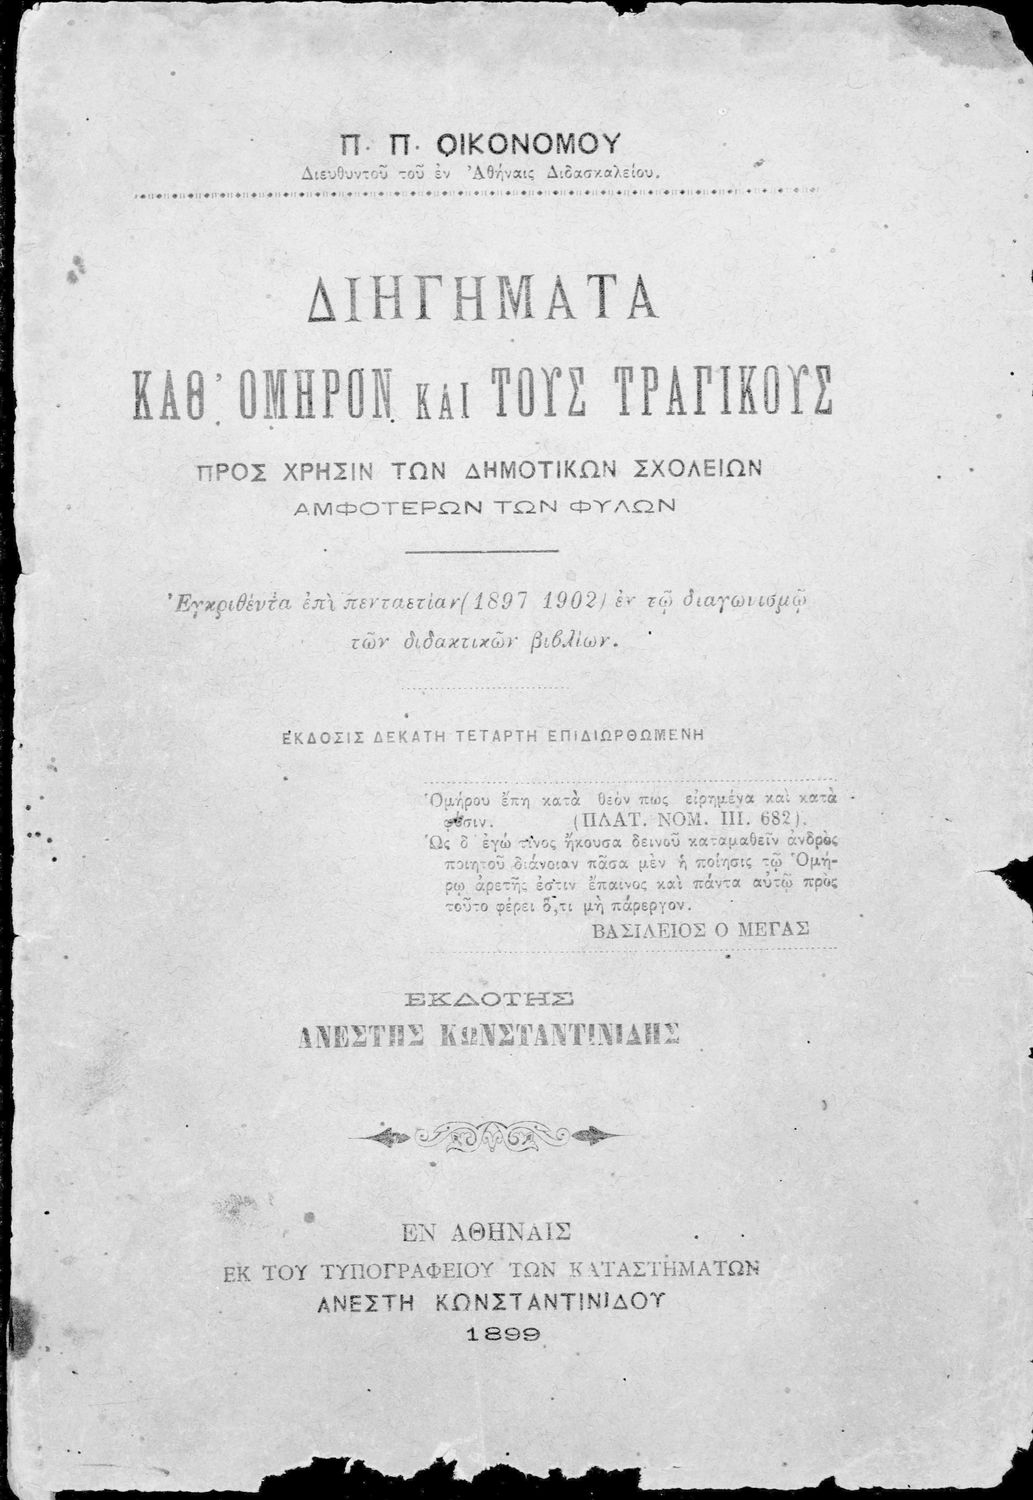 Π. Π. ΟΙΚΟΝΟΜΟΥ
Διευθυντοῦ τοῦ ἐν Ἀθήναις Διδασκαλείου.
ΔΙΗΓΗΜΑΤΑ
ΚΑΘ' ΟΜΗΡΟΝ ΚΑΙ ΤΟΥΣ ΤΡΑΓΙΚΟΥΣ
ΠΡΟΣ ΧΡΗΣΙΝ ΤΩΝ ΔΗΜΟΤΙΚΩΝ ΣΧΟΛΕΙΩΝ
ΑΜΦΟΤΕΡΩΝ ΤΩΝ ΦΥΛΩΝ
Ἐγκριθέντα ἐπὶ πενταετίαν (1897 1902) ἐν τῷ διαγωνισμῷ
τῶν διδακτικῶν βιβλίων.
ΕΚΔΟΣΙΣ ΔΕΚΑΤΗ ΤΕΤΑΡΤΗ ΕΠΙΔΙΩΡΘΩΜΕΝΗ
Ὁμήρου ἔπη κατὰ θεόν πως εἰρημένα καὶ κατὰ
φύσιν. (ΠΛΑΤ. ΝΟΜ. III. 682).
Ὡς δ' ἐγώ τινος ἤκουσα δεινοῦ καταμαθεῖν ἀνδρὸς
ποιητοῦ διάνοιαν πᾶσα μὲν ἡ ποίησις τῷ Ὁμή-
ρῳ ἀρετῆς ἐστιν ἔπαινος καὶ πάντα αὐτῷ πρὸς
τοῦτο φέρει ὅ,τι μὴ πάρεργον.
ΒΑΣΙΛΕΙΟΣ Ο ΜΕΓΑΣ
ΕΚΔΟΤΗΣ
ΑΝΕΣΤΗΣ ΚΩΝΣΤΑΝΤΙΝΙΔΗΣ
ΕΝ ΑΘΗΝΑΙΣ
ΕΚ ΤΟΥ ΤΥΠΟΓΡΑΦΕΙΟΥ ΤΩΝ ΚΑΤΑΣΤΗΜΑΤΩΝ
ΑΝΕΣΤΗ ΚΩΝΣΤΑΝΤΙΝΙΔΟΥ
1899